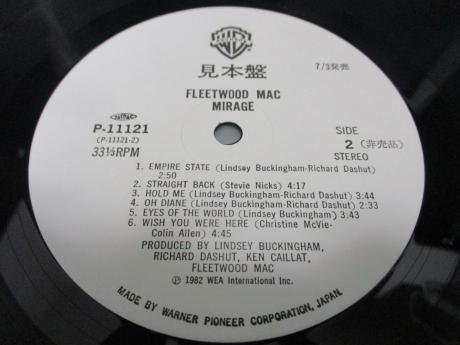 見本盤
7/3発売
FLEETWOOD MAC
MIRAGE
P-11121
(P-11121-2)
33⅓RPM
SIDE
2 (非売品)
STEREO
1. EMPIRE STATE (Lindsey Buckingham-Richard Dashut)
2:50
2. STRAIGHT BACK (Stevie Nicks) 4:17
3. HOLD ME (Lindsey Buckingham-Richard Dashut) 3:44
4. OH DIANE (Lindsey Buckingham-Richard Dashut) 2:33
5. EYES OF THE WORLD (Lindsey Buckingham) 3:43
6. WISH YOU WERE HERE (Christine McVie-
Colin Allen) 4:45
PRODUCED BY LINDSEY BUCKINGHAM,
RICHARD DASHUT, KEN CAILLAT,
FLEETWOOD MAC
Ⓟ 1982 WEA International Inc.
MADE BY WARNER PIONEER CORPORATION, JAPAN.